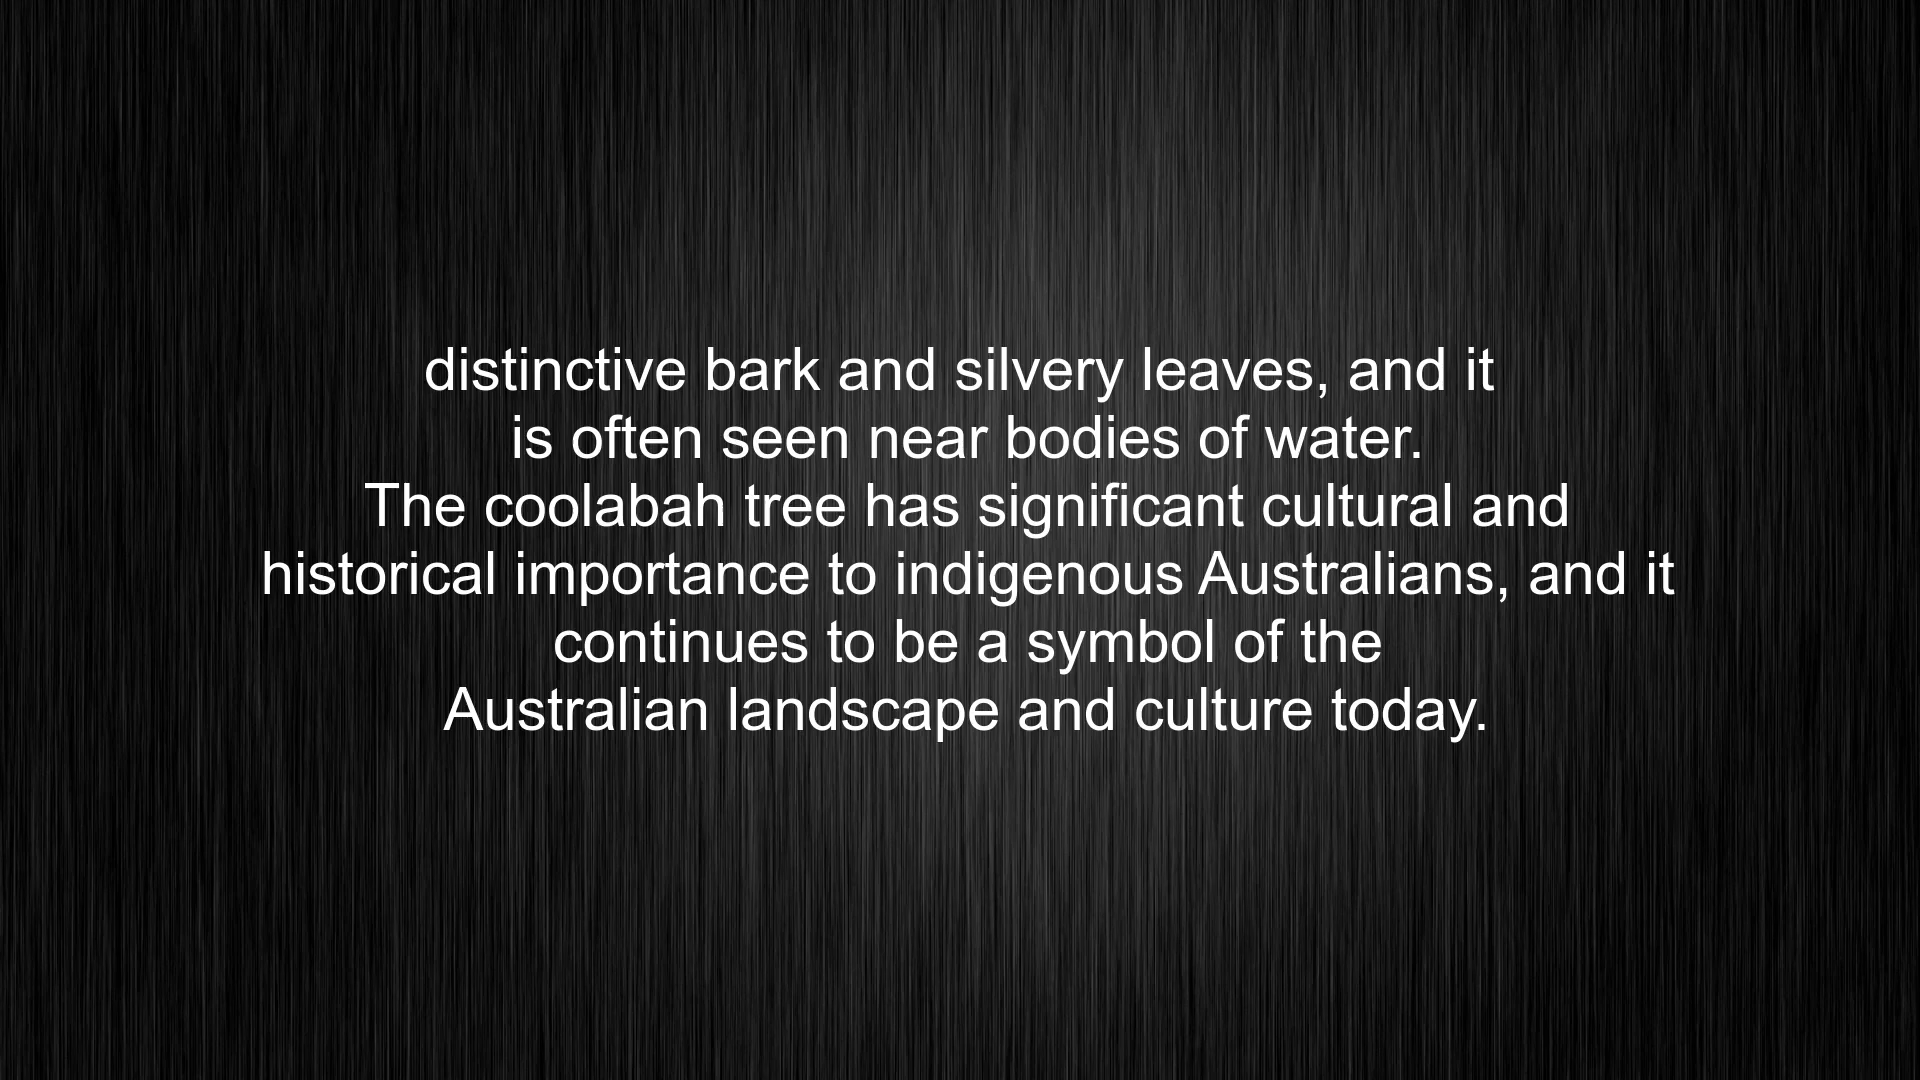 distinctive bark and silvery leaves, and it
is often seen near bodies of water.
The coolabah tree has significant cultural and
historical importance to indigenous Australians, and it
continues to be a symbol of the
Australian landscape and culture today.